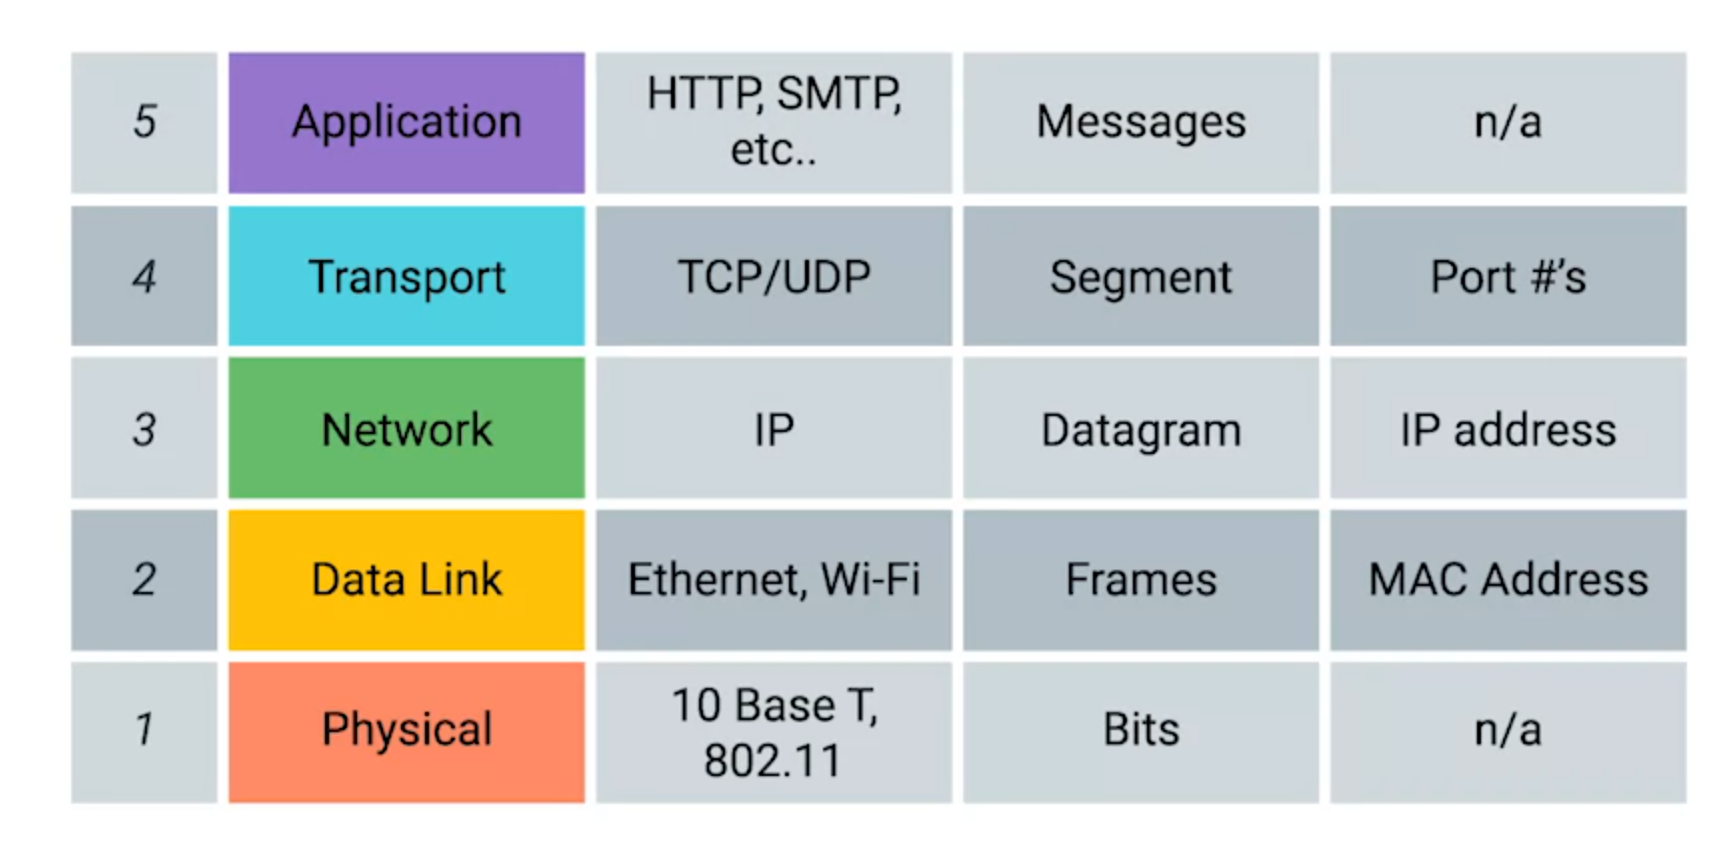 5
Application
HTTP, SMTP,
etc..
Messages
n/a
4
Transport
TCP/UDP
Segment
Port #'s
3
Network
IP
Datagram
IP address
2
Data Link
Ethernet, Wi-Fi
Frames
MAC Address
1
Physical
10 Base T,
802.11
Bits
n/a